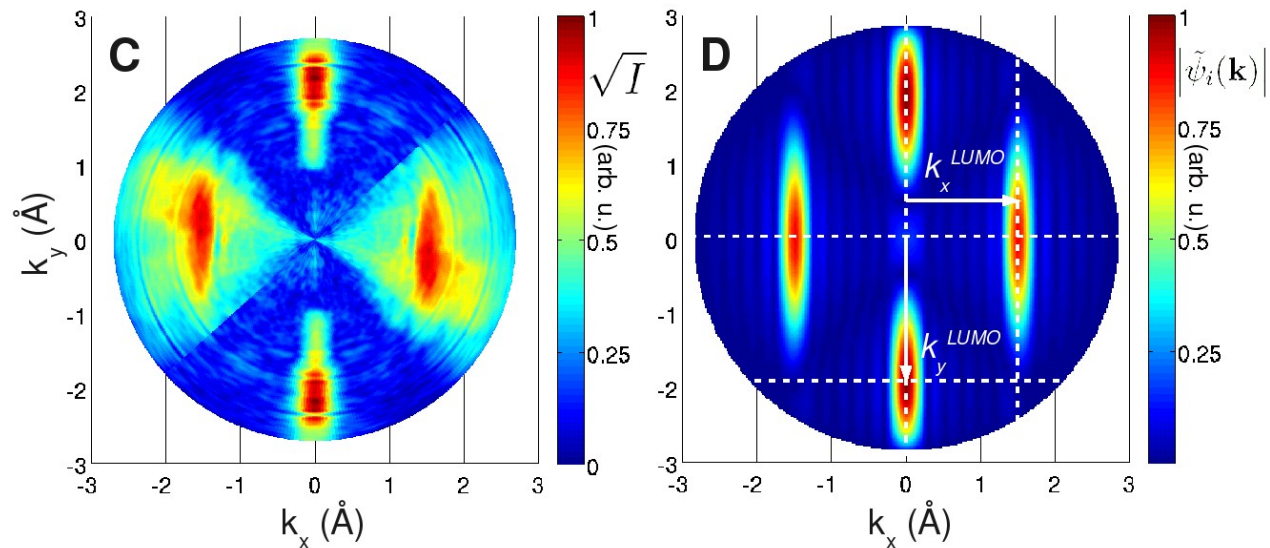 C
3
2
1
0
-1
-2
-3
k_y (Å)
-3 -2 -1 0 1 2 3
k_x (Å)
1
0.75
0.5
0.25
0
√I
(arb. u.)
D
3
2
1
0
-1
-2
-3
k_x^LUMO
k_y^LUMO
-3 -2 -1 0 1 2 3
k_x (Å)
1
0.75
0.5
0.25
|ψ̃_i(𝐤)|
(arb. u.)